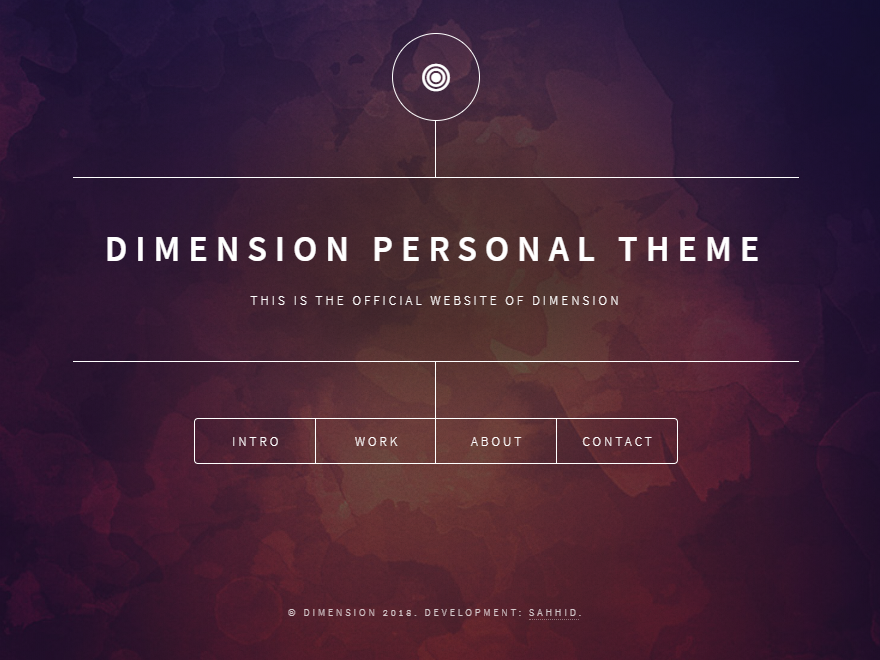 DIMENSION PERSONAL THEME
THIS IS THE OFFICIAL WEBSITE OF DIMENSION
INTRO WORK ABOUT CONTACT
© DIMENSION 2018. DEVELOPMENT: SAHHID.